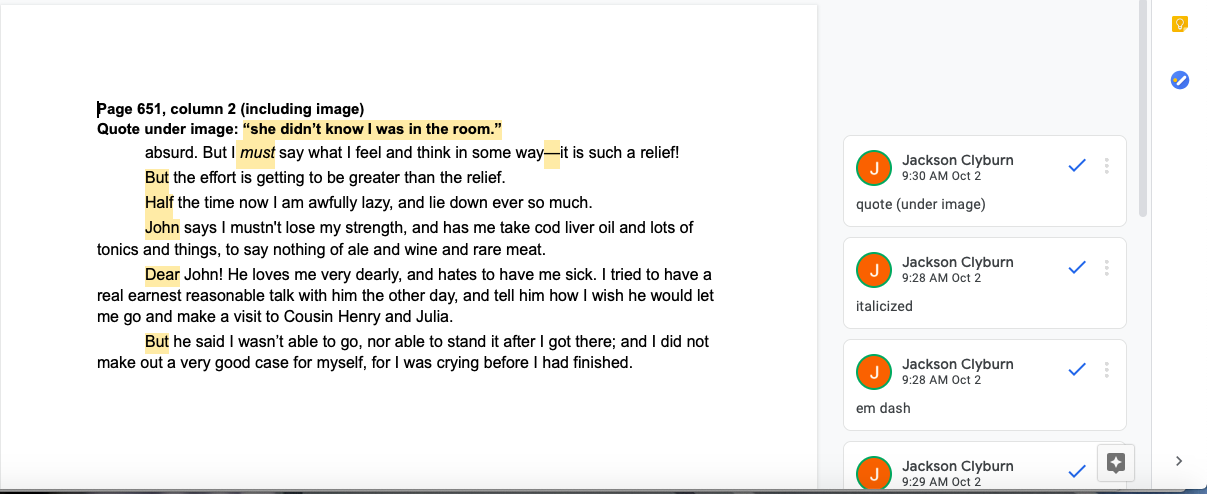 Page 651, column 2 (including image)
Quote under image: “she didn’t know I was in the room.”
absurd. But I must say what I feel and think in some way—it is such a relief!
But the effort is getting to be greater than the relief.
Half the time now I am awfully lazy, and lie down ever so much.
John says I mustn't lose my strength, and has me take cod liver oil and lots of
tonics and things, to say nothing of ale and wine and rare meat.
Dear John! He loves me very dearly, and hates to have me sick. I tried to have a
real earnest reasonable talk with him the other day, and tell him how I wish he would let
me go and make a visit to Cousin Henry and Julia.
But he said I wasn’t able to go, nor able to stand it after I got there; and I did not
make out a very good case for myself, for I was crying before I had finished.
J
Jackson Clyburn
9:30 AM Oct 2
quote (under image)
J
Jackson Clyburn
9:28 AM Oct 2
italicized
J
Jackson Clyburn
9:28 AM Oct 2
em dash
J
Jackson Clyburn
9:29 AM Oct 2